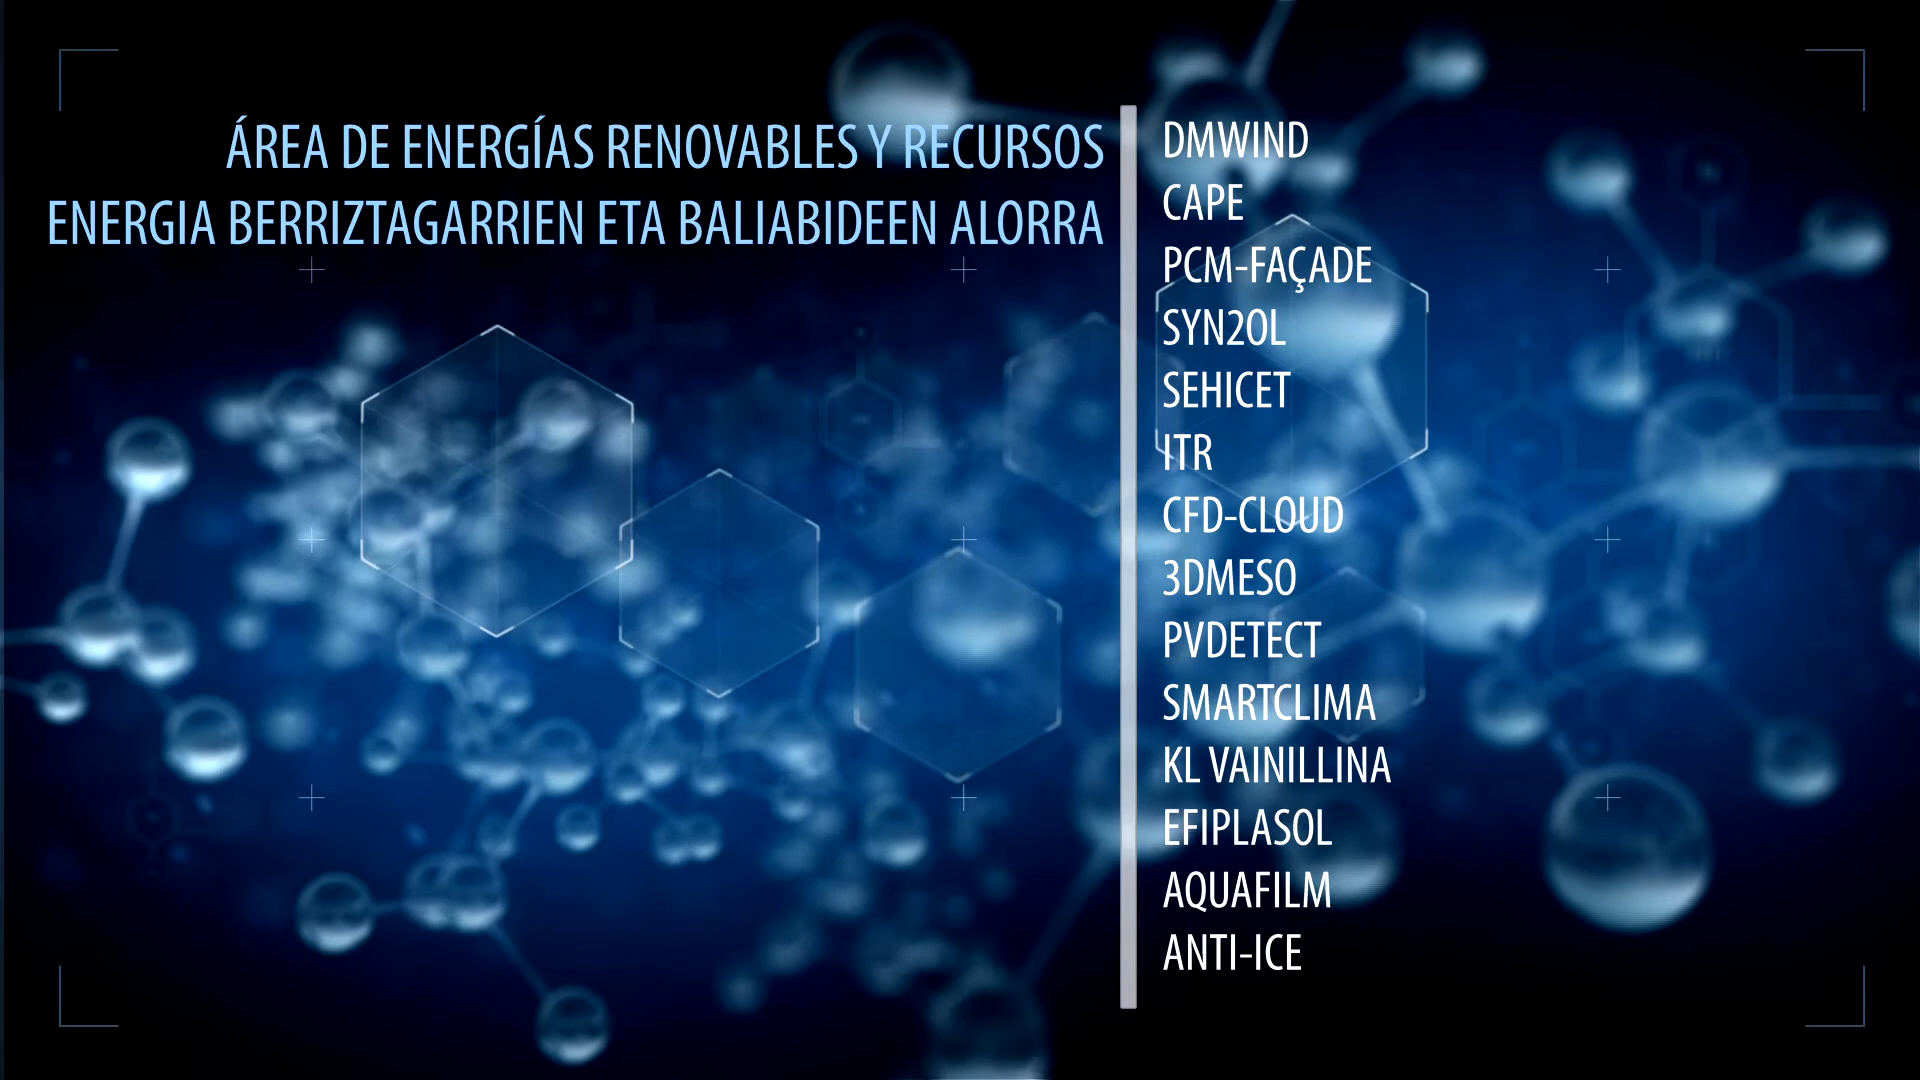 ÁREA DE ENERGÍAS RENOVABLES Y RECURSOS
ENERGIA BERRIZTAGARRIEN ETA BALIABIDEEN ALORRA
DMWIND
CAPE
PCM-FAÇADE
SYN2OL
SEHICET
ITR
CFD-CLOUD
3DMESO
PVDETECT
SMARTCLIMA
KL VAINILLINA
EFIPLASOL
AQUAFILM
ANTI-ICE